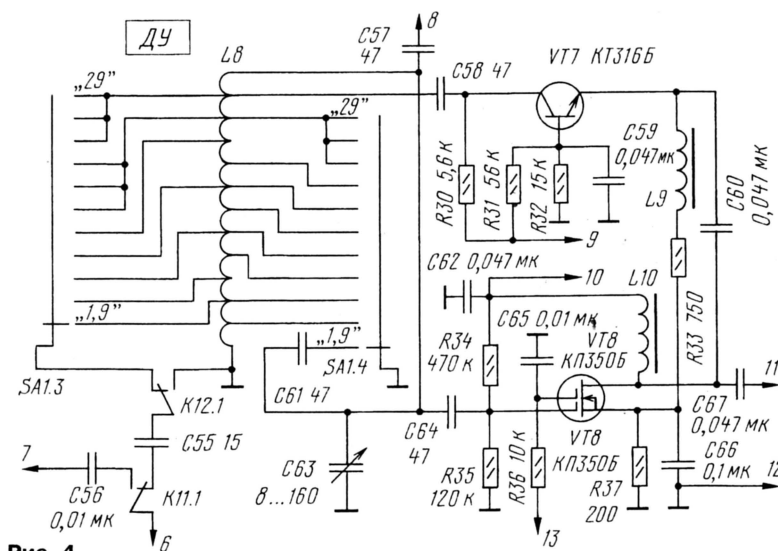 ДУ
L8
C57
47
8
C58 47
VT7 КТ316Б
„29"
„29"
C59
0,047 мк
R30 5,6 к
R31 56 к
R32 15 к
L9
C60
0,047 мк
9
C62 0,047 мк
10
L10
C65 0,01 мк
VT8
КП350Б
R33 750
R34
470 к
„1,9"
„1,9"
SA1.3
SA1.4
C61 47
K12.1
11
C67
0,047 мк
C64
47
VT8
КП350Б
C55 15
7
C56
0,01 мк
K11.1
6
C63
8...160
R35
120 к
R36 10 к
13
R37
200
C66
0,1 мк
12
Рис. 4